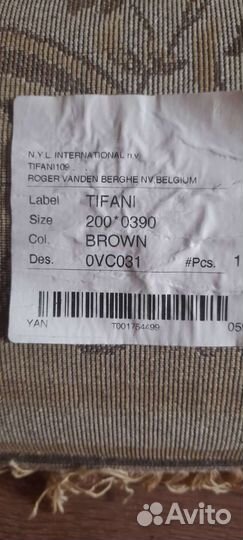 N.Y.L. INTERNATIONAL n.v.
TIFANI109
ROGER VANDEN BERGHE NV.BELGIUM
Label TIFANI
Size 200*0390
Col. BROWN
Des. 0VC031 #Pcs. 1
YAN T001754499 05
Avito